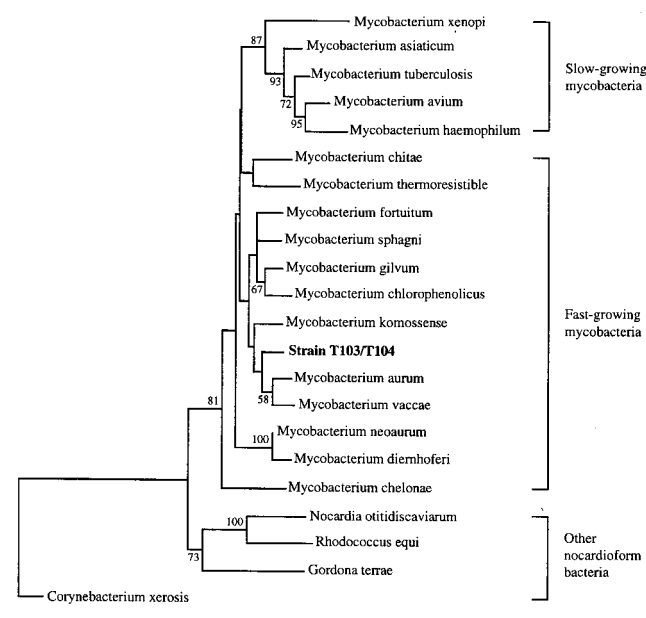 87
Mycobacterium xenopi
Mycobacterium asiaticum
93
Mycobacterium tuberculosis
72
Mycobacterium avium
95
Mycobacterium haemophilum
Slow-growing
mycobacteria
Mycobacterium chitae
Mycobacterium thermoresistible
Mycobacterium fortuitum
Mycobacterium sphagni
Mycobacterium gilvum
67
Mycobacterium chlorophenolicus
Mycobacterium komossense
Strain T103/T104
Mycobacterium aurum
58
Mycobacterium vaccae
81
Mycobacterium neoaurum
100
Mycobacterium diernhoferi
Mycobacterium chelonae
Fast-growing
mycobacteria
Nocardia otitidiscaviarum
100
Rhodococcus equi
73
Gordona terrae
Other
nocardioform
bacteria
Corynebacterium xerosis